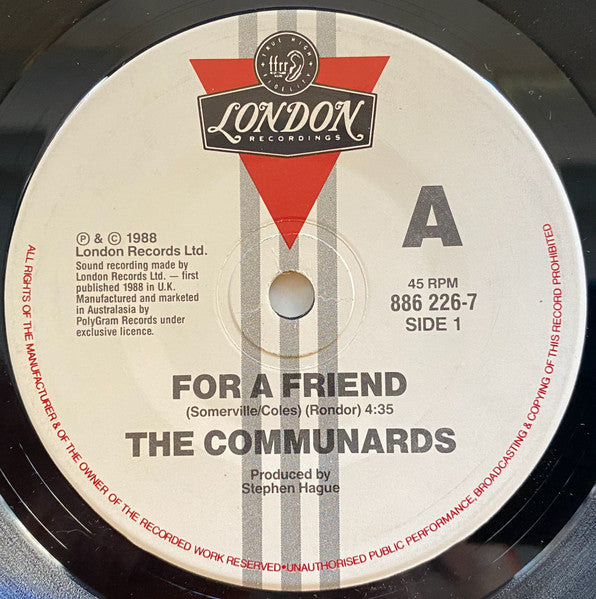 TRUE HIGH
ffrr
FIDELITY
LONDON
RECORDINGS
A
Ⓟ & © 1988
London Records Ltd.
Sound recording made by
London Records Ltd. — first
published 1988 in U.K.
Manufactured and marketed
in Australasia by
PolyGram Records under
exclusive licence.
45 RPM
886 226-7
SIDE 1
FOR A FRIEND
(Somerville/Coles) (Rondor) 4:35
THE COMMUNARDS
Produced by
Stephen Hague
ALL RIGHTS OF THE MANUFACTURER & OF THE OWNER OF THE RECORDED WORK RESERVED•UNAUTHORISED PUBLIC PERFORMANCE, BROADCASTING & COPYING OF THIS RECORD PROHIBITED